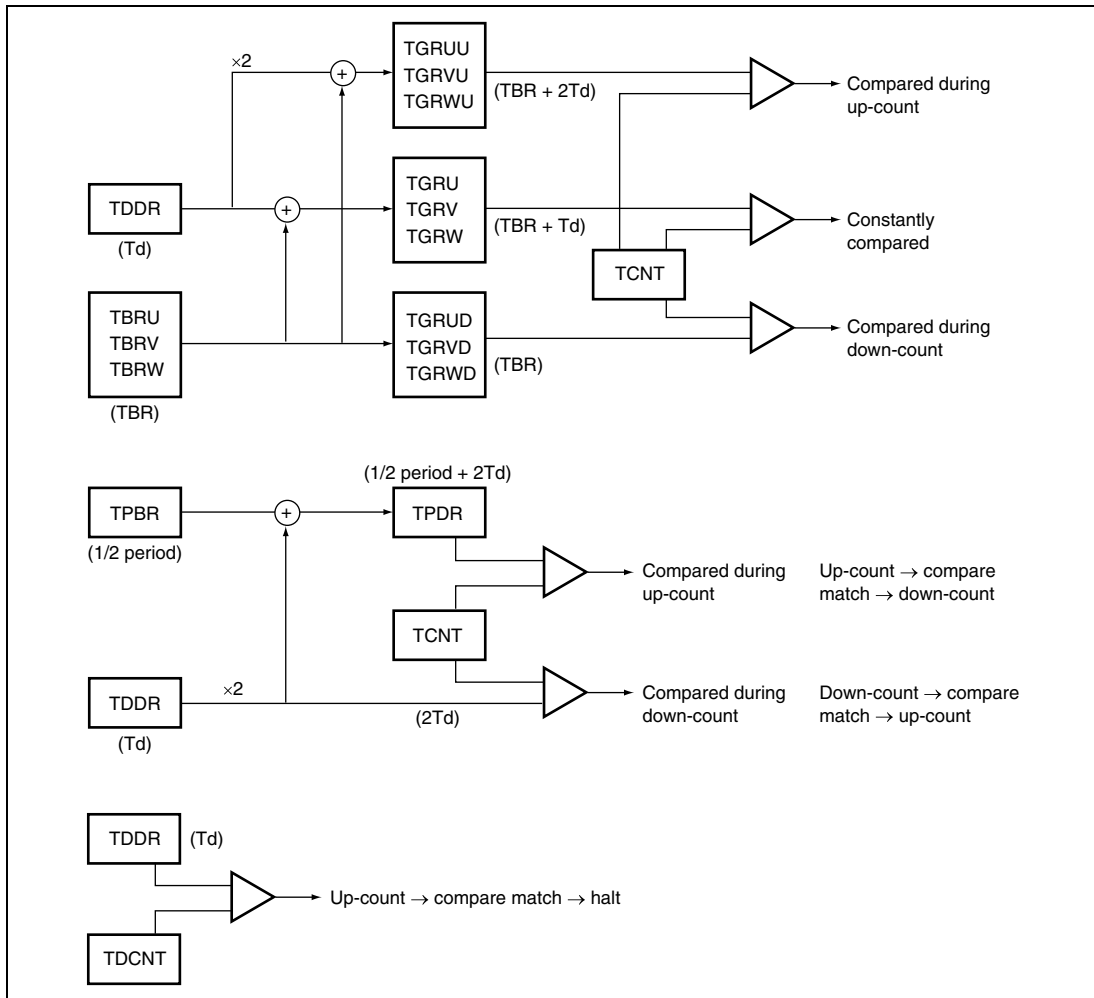 ×2
TGRUU
TGRVU
TGRWU
(TBR + 2Td)
Compared during
up-count
TDDR
(Td)
TGRU
TGRV
TGRW
(TBR + Td)
Constantly
compared
TCNT
TBRU
TBRV
TBRW
(TBR)
TGRUD
TGRVD
TGRWD
(TBR)
Compared during
down-count
(1/2 period + 2Td)
TPBR
(1/2 period)
TPDR
Compared during
up-count
Up-count → compare
match → down-count
TCNT
TDDR
(Td)
×2
(2Td)
Compared during
down-count
Down-count → compare
match → up-count
TDDR
(Td)
Up-count → compare match → halt
TDCNT